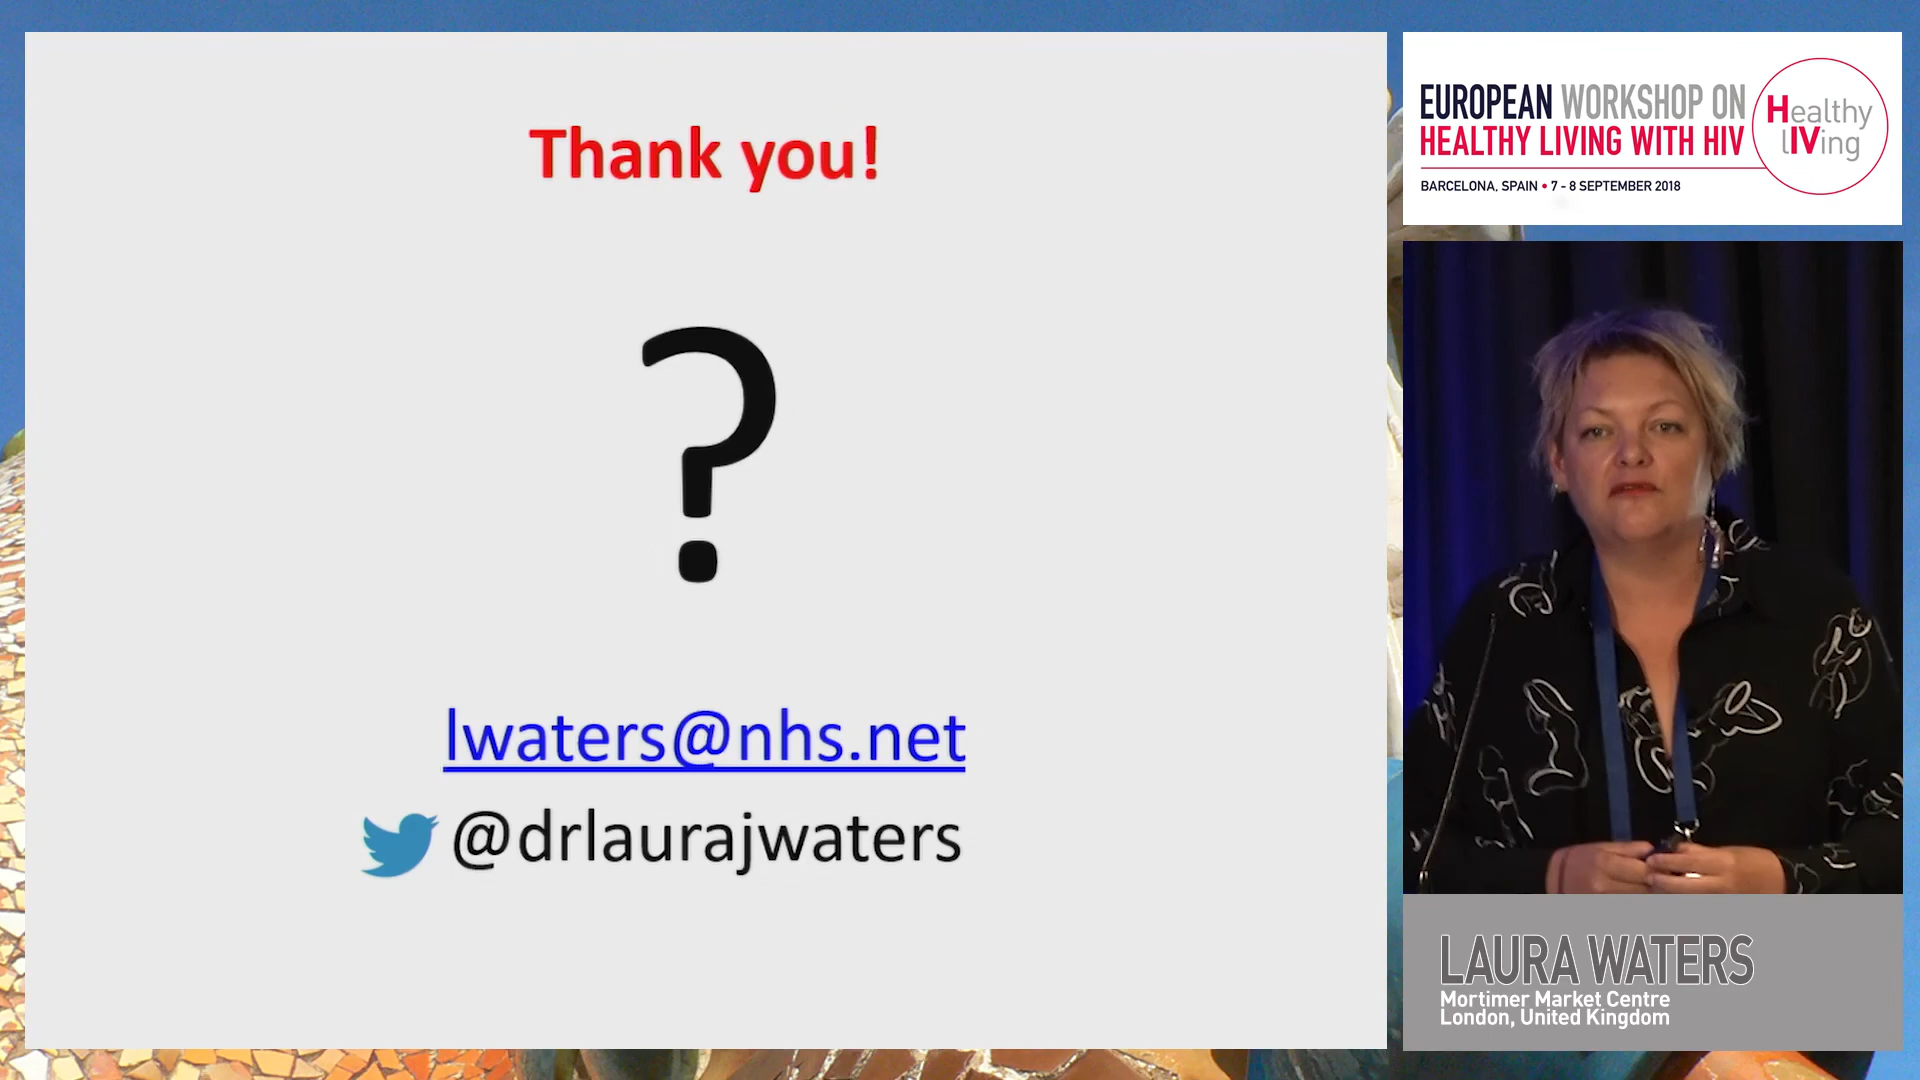 Thank you!
?
lwaters@nhs.net
@drlaurajwaters
EUROPEAN WORKSHOP ON
HEALTHY LIVING WITH HIV
BARCELONA, SPAIN • 7 - 8 SEPTEMBER 2018
Healthy
lIVing
LAURA WATERS
Mortimer Market Centre
London, United Kingdom